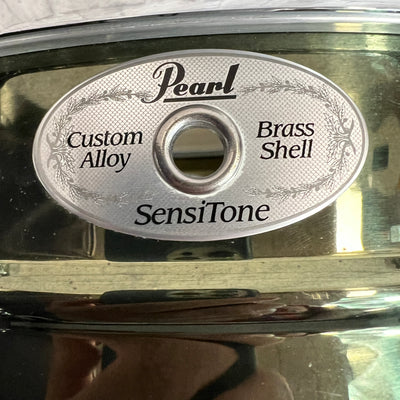 Pearl
Custom
Alloy
Brass
Shell
SensiTone